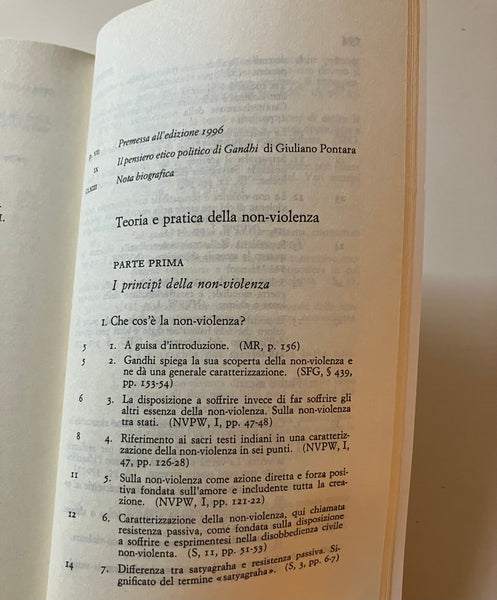 p. VII Premessa all'edizione 1996
IX Il pensiero etico politico di Gandhi di Giuliano Pontara
CLXIII Nota biografica
Teoria e pratica della non-violenza
PARTE PRIMA
I principî della non-violenza
I. Che cos'è la non-violenza?
5 1. A guisa d'introduzione. (MR, p. 156)
5 2. Gandhi spiega la sua scoperta della non-violenza e
ne dà una generale caratterizzazione. (SFG, § 439,
pp. 153-54)
6 3. La disposizione a soffrire invece di far soffrire gli
altri essenza della non-violenza. Sulla non-violenza
tra stati. (NVPW, I, pp. 47-48)
8 4. Riferimento ai sacri testi indiani in una caratteriz-
zazione della non-violenza in sei punti. (NVPW, I,
47, pp. 126-28)
11 5. Sulla non-violenza come azione diretta e forza posi-
tiva fondata sull'amore e includente tutta la crea-
zione. (NVPW, I, pp. 121-22)
12 6. Caratterizzazione della non-violenza, qui chiamata
resistenza passiva, come fondata sulla disposizione
a soffrire e esprimentesi nella disobbedienza civile
non-violenta. (S, 11, pp. 51-53)
14 7. Differenza tra satyagraha e resistenza passiva. Si-
gnificato del termine «satyagraha». (S, 3, pp. 6-7)